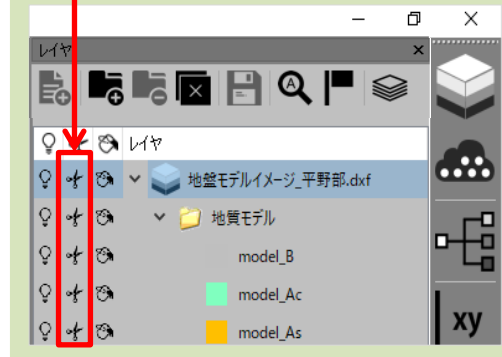 レイヤ
レイヤ
地盤モデルイメージ_平野部.dxf
地質モデル
model_B
model_Ac
model_As
xy